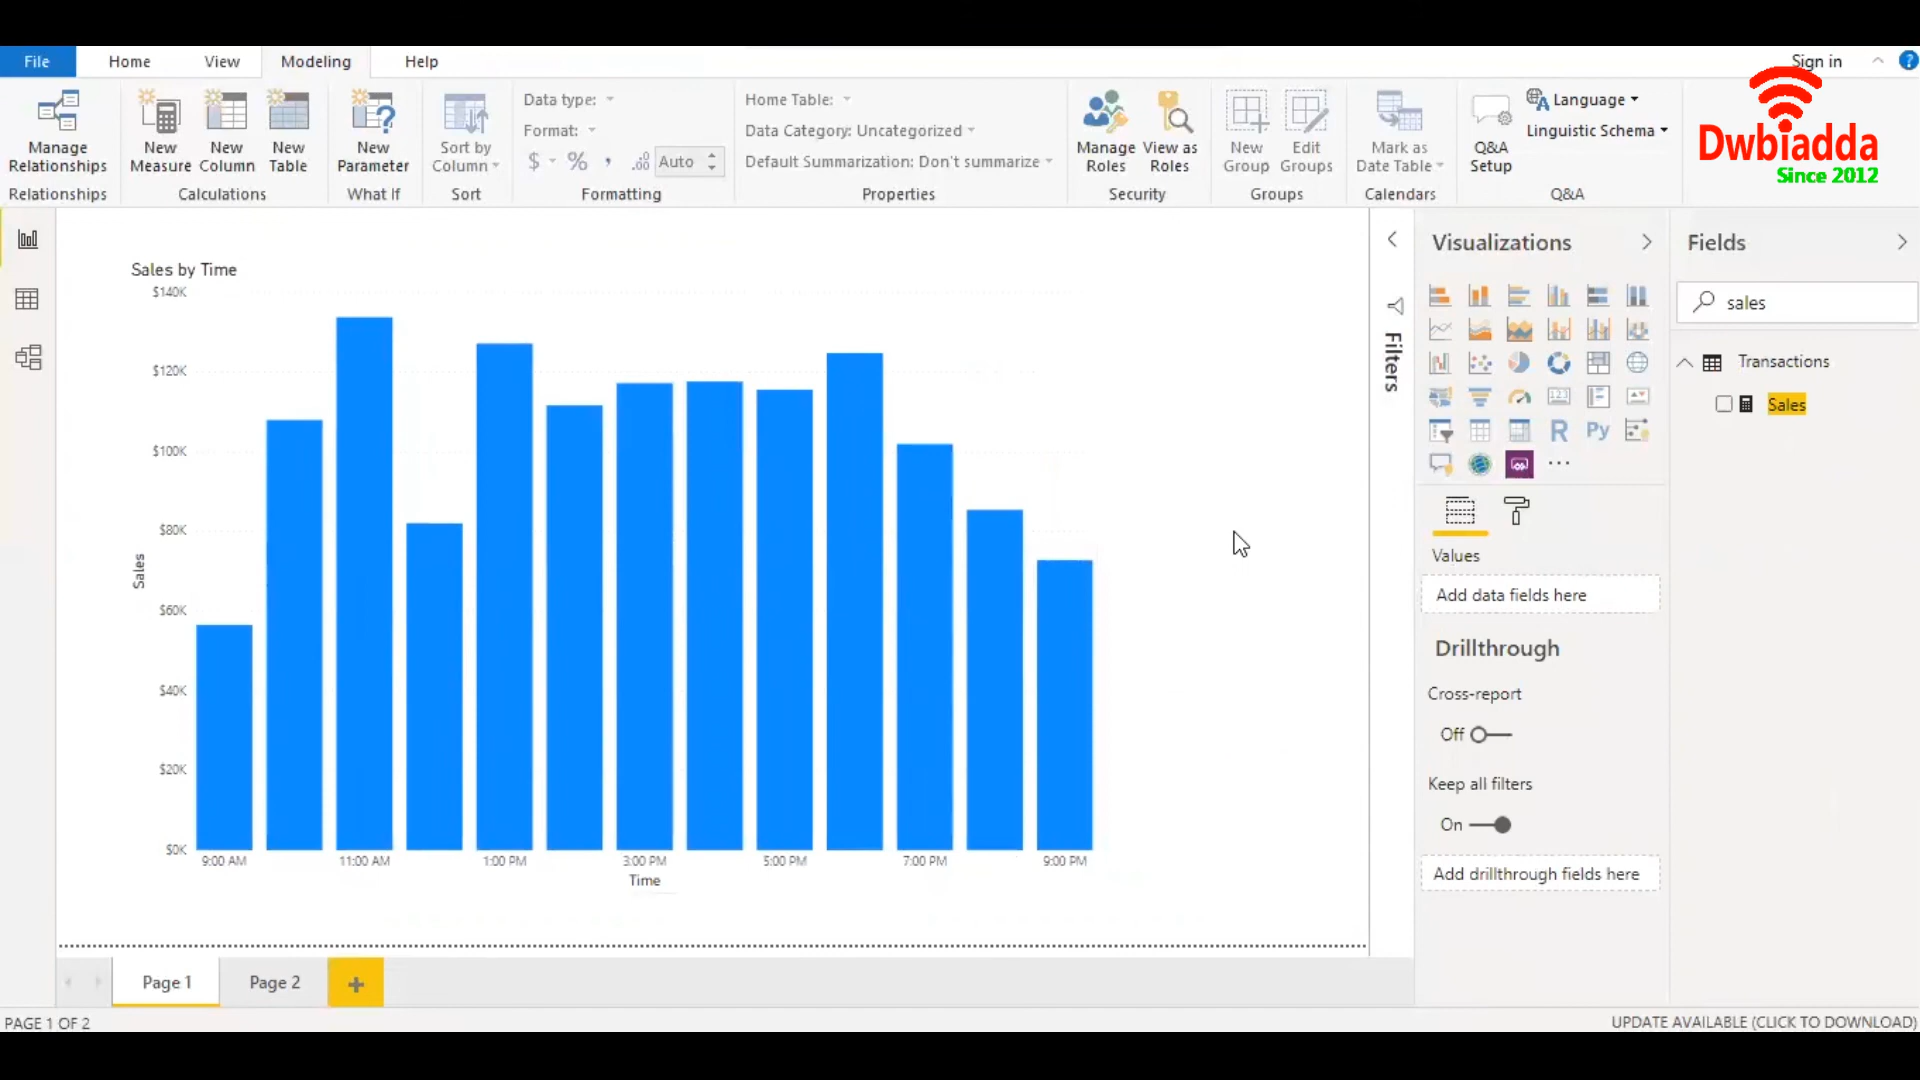 File Home View Modeling Help Sign in ?
Manage Relationships
New Measure
New Column
New Table
New Parameter
Sort by Column
Data type:
Format:
$ % , .00 Auto
Home Table:
Data Category: Uncategorized
Default Summarization: Don't summarize
Manage Roles
View as Roles
New Group
Edit Groups
Mark as Date Table
Q&A Setup
Language
Linguistic Schema
Relationships Calculations What If Sort Formatting Properties Security Groups Calendars Q&A
Dwbiadda
Since 2012
Sales by Time
$140K
$120K
$100K
$80K
$60K
$40K
$20K
$0K
Sales
9:00 AM 11:00 AM 1:00 PM 3:00 PM 5:00 PM 7:00 PM 9:00 PM
Time
Filters
Visualizations
123
R Py
Values
Add data fields here
Drillthrough
Cross-report
Off
Keep all filters
On
Add drillthrough fields here
Fields
sales
Transactions
Sales
Page 1 Page 2 +
PAGE 1 OF 2
UPDATE AVAILABLE (CLICK TO DOWNLOAD)